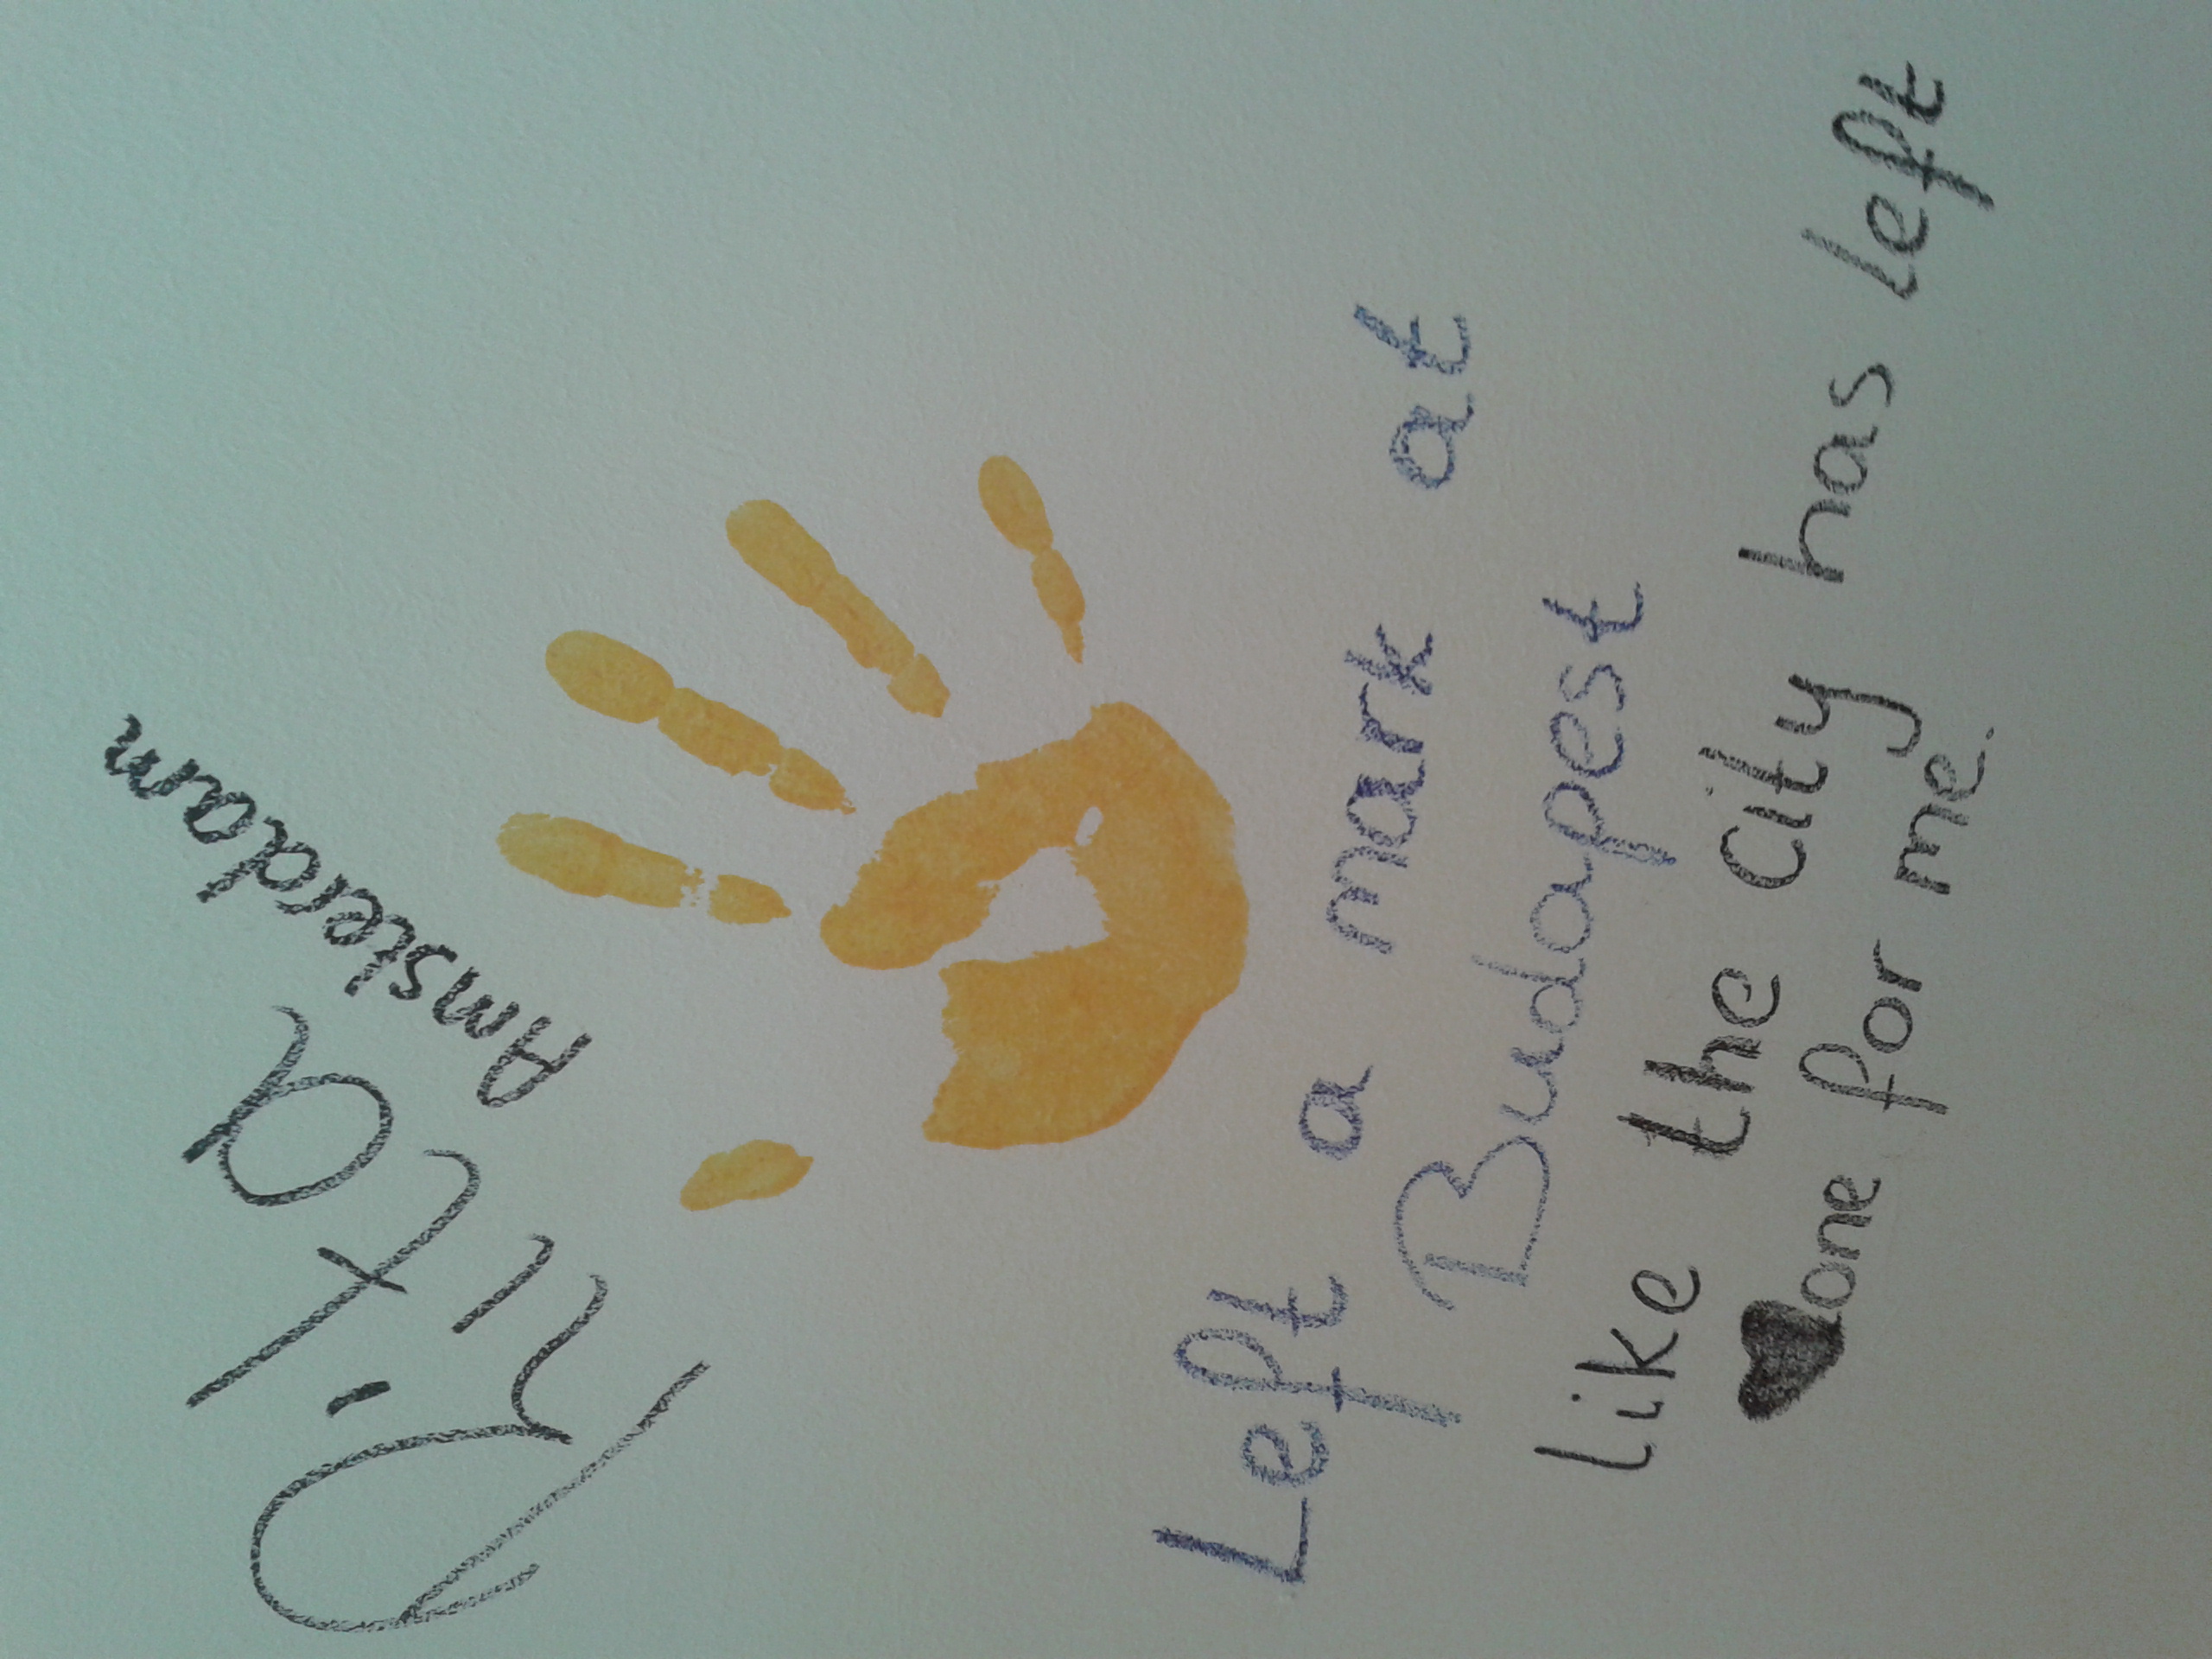 Rita
Amsterdam
Left a mark at
Budapest
like the city has left
one for me.